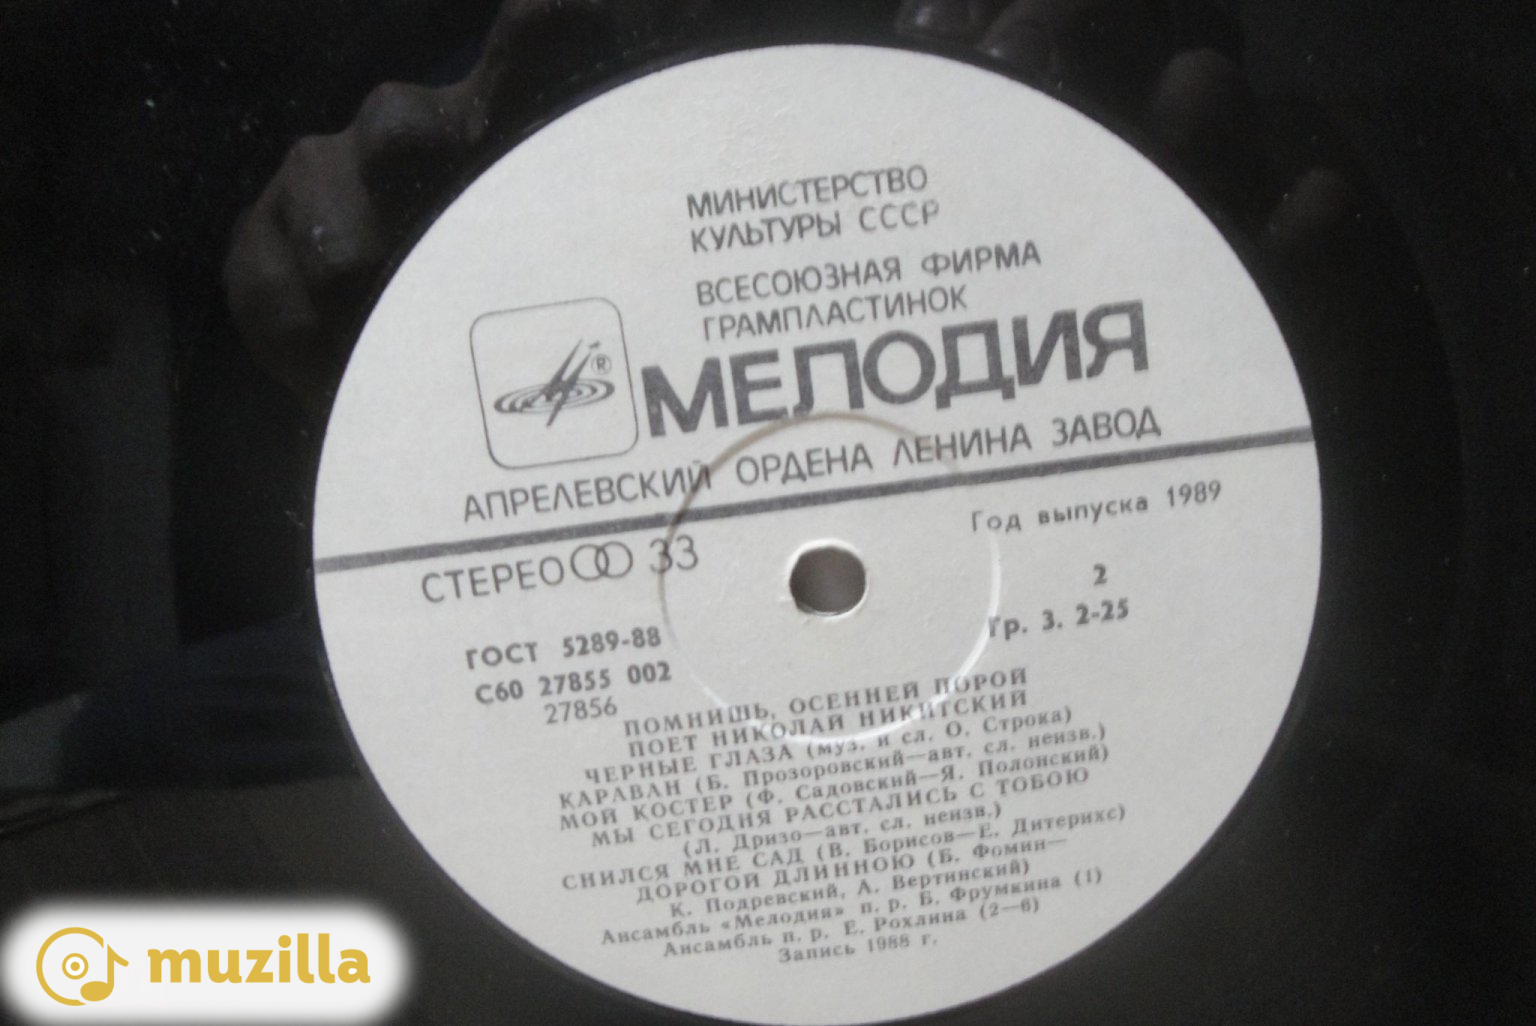 МИНИСТЕРСТВО
КУЛЬТУРЫ СССР
ВСЕСОЮЗНАЯ ФИРМА
ГРАМПЛАСТИНОК
МЕЛОДИЯ
®
АПРЕЛЕВСКИЙ ОРДЕНА ЛЕНИНА ЗАВОД
СТЕРЕО 33
Год выпуска 1989
2
ГОСТ 5289-88
Гр. 3. 2-25
С60 27855 002
27856
ПОМНИШЬ, ОСЕННЕЙ ПОРОЙ
ПОЕТ НИКОЛАЙ НИКИТСКИЙ
ЧЕРНЫЕ ГЛАЗА (муз. и сл. О. Строка)
КАРАВАН (Б. Прозоровский—авт. сл. неизв.)
МОЙ КОСТЕР (Ф. Садовский—Я. Полонский)
МЫ СЕГОДНЯ РАССТАЛИСЬ С ТОБОЮ
(Л. Дризо—авт. сл. неизв.)
СНИЛСЯ МНЕ САД (В. Борисов—Е. Дитерихс)
ДОРОГОЙ ДЛИННОЮ (Б. Фомин—
К. Подревский, А. Вертинский)
Ансамбль «Мелодия» п. р. Б. Фрумкина (1)
Ансамбль п. р. Е. Рохлина (2—6)
Запись 1988 г.
muzilla